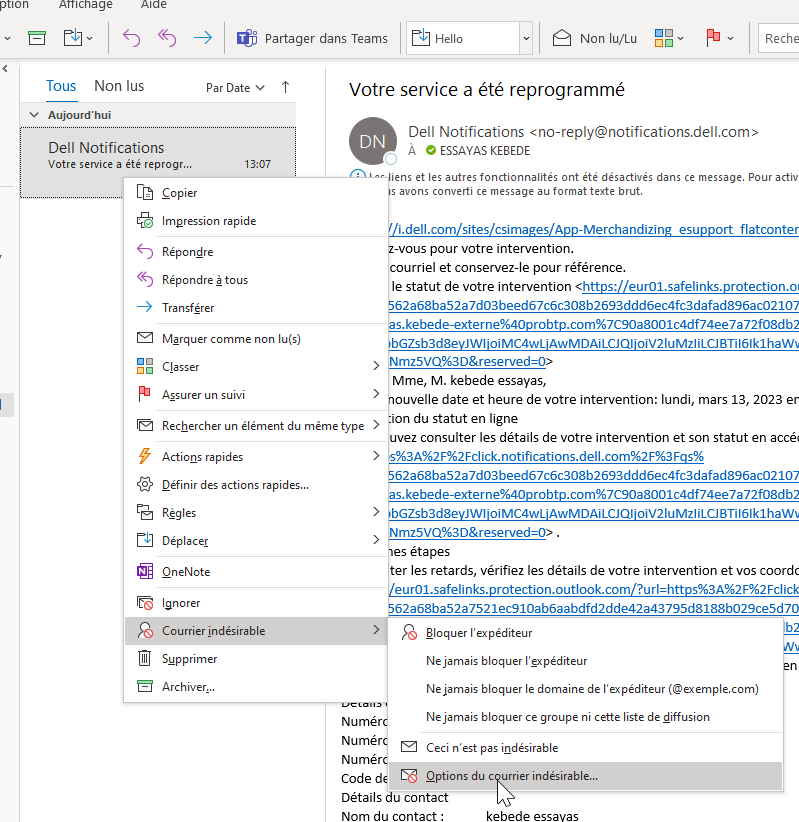 ption Affichage Aide
Partager dans Teams Hello Non lu/Lu Reche
Tous Non lus Par Date
Aujourd'hui
Dell Notifications
Votre service a été reprogr... 13:07
Votre service a été reprogrammé
DN
Dell Notifications <no-reply@notifications.dell.com>
À ESSAYAS KEBEDE
Les liens et les autres fonctionnalités ont été désactivés dans ce message. Pour activ
us avons converti ce message au format texte brut.
//i.dell.com/sites/csimages/App-Merchandizing_esupport_flatconter
z-vous pour votre intervention.
courriel et conservez-le pour référence.
le statut de votre intervention <https://eur01.safelinks.protection.ou
562a68ba52a7d03beed67c6c308b2693ddd6ec4fc3dafad896ac02107
as.kebede-externe%40probtp.com%7C90a8001c4df74ee7a72f08db2
obGZsb3d8eyJWIjoiMC4wLjAwMDAiLCJQIjoiV2luMzIiLCJBTiI6Ik1haWw
Nmz5VQ%3D&reserved=0>
Mme, M. kebede essayas,
nouvelle date et heure de votre intervention: lundi, mars 13, 2023 en
tion du statut en ligne
uvez consulter les détails de votre intervention et son statut en accéd
s%3A%2F%2Fclick.notifications.dell.com%2F%3Fqs%
562a68ba52a7d03beed67c6c308b2693ddd6ec4fc3dafad896ac02107
as.kebede-externe%40probtp.com%7C90a8001c4df74ee7a72f08db2
obGZsb3d8eyJWIjoiMC4wLjAwMDAiLCJQIjoiV2luMzIiLCJBTiI6Ik1haWw
Nmz5VQ%3D&reserved=0> .
nes étapes
ter les retards, vérifiez les détails de votre intervention et vos coordo
/eur01.safelinks.protection.outlook.com/?url=https%3A%2F%2Fclick
562a68ba52a7521ec910ab6aabdfd2dde42a43795d8188b029ce5d70
Copier
Impression rapide
Répondre
Répondre à tous
Transférer
Marquer comme non lu(s)
Classer
Assurer un suivi
Rechercher un élément du même type
Actions rapides
Définir des actions rapides...
Règles
Déplacer
OneNote
Ignorer
Courrier indésirable
Supprimer
Archiver...
Bloquer l'expéditeur
Ne jamais bloquer l'expéditeur
Ne jamais bloquer le domaine de l'expéditeur (@exemple.com)
Ne jamais bloquer ce groupe ni cette liste de diffusion
Ceci n'est pas indésirable
Options du courrier indésirable...
Détails
Numéro
Numéro
Numéro
Code de
Détails du contact
Nom du contact : kebede essayas